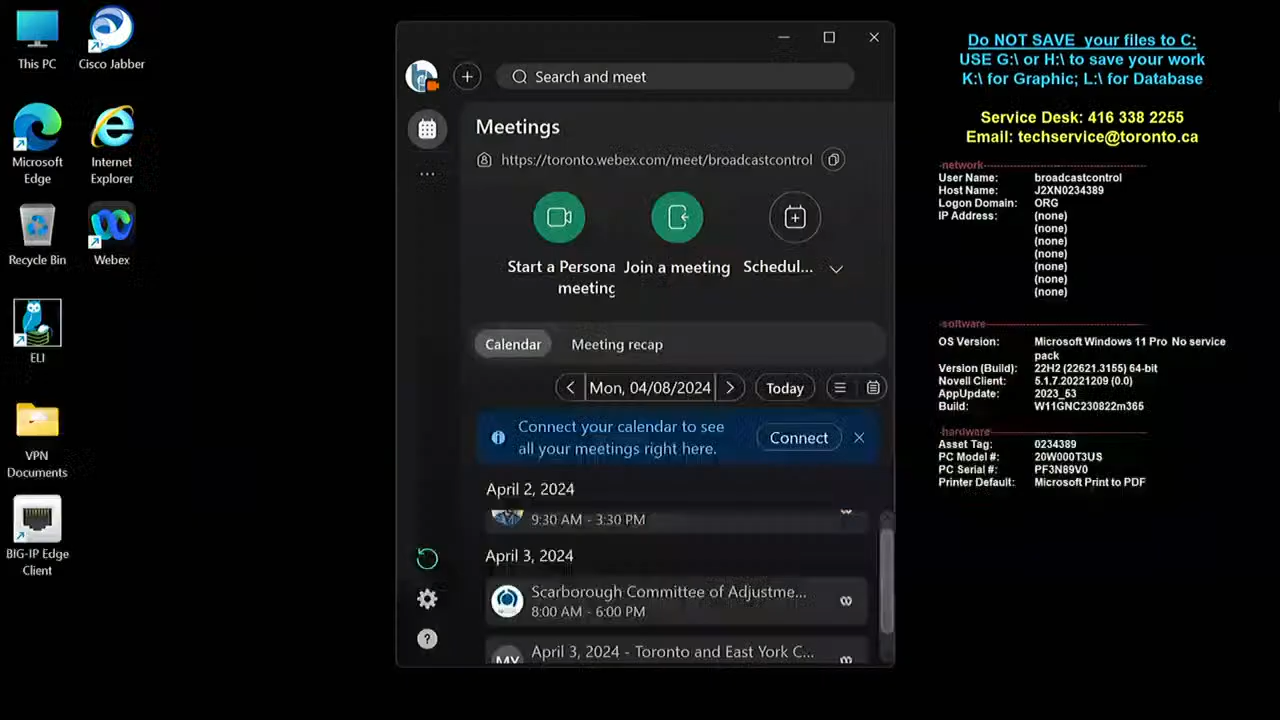 This PC
Cisco Jabber
Microsoft
Edge
Internet
Explorer
Recycle Bin
Webex
ELI
VPN
Documents
BIG-IP Edge
Client
Search and meet
Meetings
https://toronto.webex.com/meet/broadcastcontrol
Start a Persona
meeting
Join a meeting
Schedul...
Calendar
Meeting recap
Mon, 04/08/2024
Today
Connect your calendar to see
all your meetings right here.
Connect
April 2, 2024
9:30 AM - 3:30 PM
April 3, 2024
Scarborough Committee of Adjustme...
8:00 AM - 6:00 PM
MY
April 3, 2024 - Toronto and East York C...
Do NOT SAVE your files to C:
USE G:\ or H:\ to save your work
K:\ for Graphic; L:\ for Database
Service Desk: 416 338 2255
Email: techservice@toronto.ca
-network-
User Name: broadcastcontrol
Host Name: J2XN0234389
Logon Domain: ORG
IP Address: (none)
(none)
(none)
(none)
(none)
(none)
(none)
-software-
OS Version: Microsoft Windows 11 Pro No service
pack
Version (Build): 22H2 (22621.3155) 64-bit
Novell Client: 5.1.7.20221209 (0.0)
AppUpdate: 2023_53
Build: W11GNC230822m365
-hardware-
Asset Tag: 0234389
PC Model #: 20W000T3US
PC Serial #: PF3N89V0
Printer Default: Microsoft Print to PDF